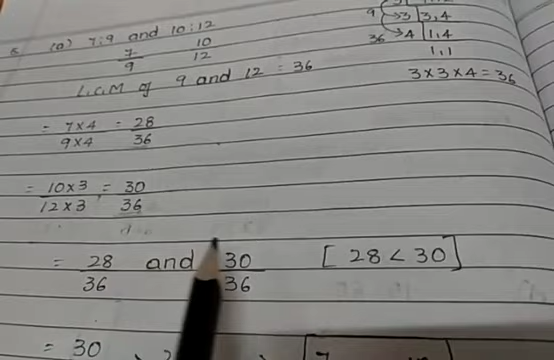 (a) 7:9 and 10:12
7/9 10/12
L.C.M of 9 and 12 = 36
9 → 3 | 3,4
36 → 4 | 1,4
1,1
3 x 3 x 4 = 36
= 7 x 4 / 9 x 4 = 28/36
= 10 x 3 / 12 x 3 = 30/36
= 28/36 and 30/36 [28 < 30]
= 30